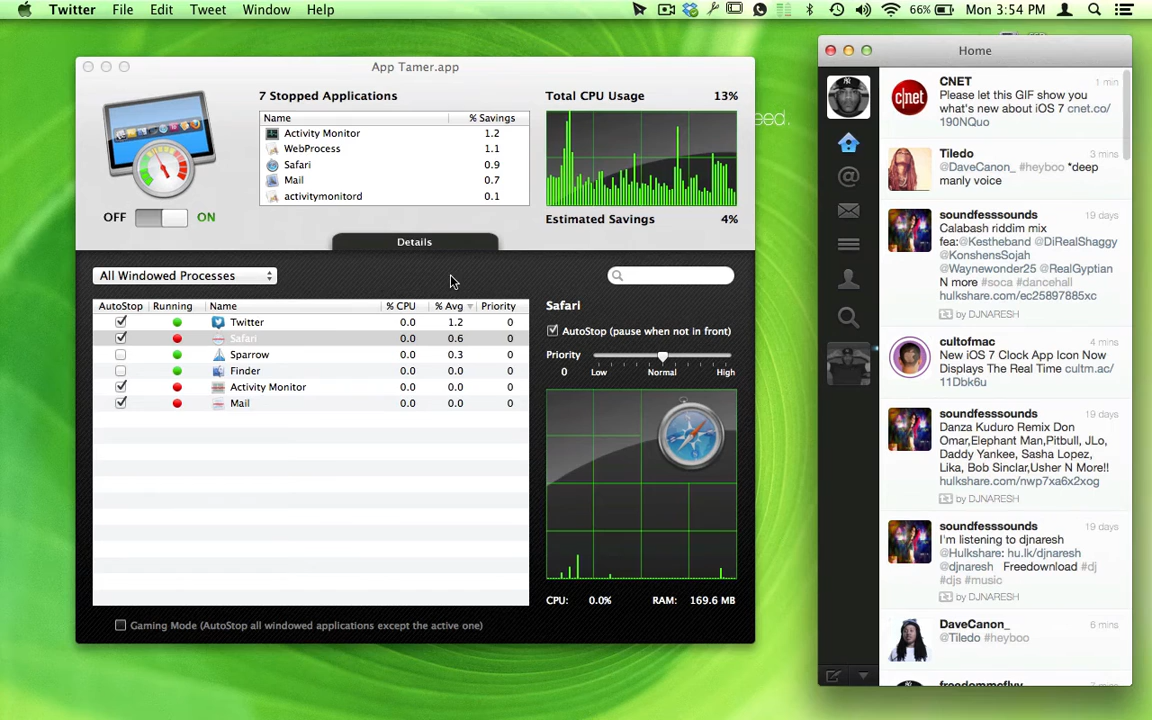 Twitter File Edit Tweet Window Help
66% Mon 3:54 PM
App Tamer.app
7 Stopped Applications
Name % Savings
Activity Monitor 1.2
WebProcess 1.1
Safari 0.9
Mail 0.7
activitymonitord 0.1
OFF ON
Total CPU Usage 13%
Estimated Savings 4%
eed.
Details
All Windowed Processes
AutoStop Running Name % CPU % Avg Priority
Twitter 0.0 1.2 0
Safari 0.0 0.6 0
Sparrow 0.0 0.3 0
Finder 0.0 0.0 0
Activity Monitor 0.0 0.0 0
Mail 0.0 0.0 0
Safari
AutoStop (pause when not in front)
Priority
0 Low Normal High
CPU: 0.0% RAM: 169.6 MB
Gaming Mode (AutoStop all windowed applications except the active one)
Home
CNET 1 min
Please let this GIF show you
what's new about iOS 7 cnet.co/
190NQuo
c|net
Tiledo 3 mins
@DaveCanon_ #heyboo *deep
manly voice
soundfesssounds 19 days
Calabash riddim mix
fea:@Kestheband @DiRealShaggy
@KonshensSojah
@Waynewonder25 @RealGyptian
N more #soca #dancehall
hulkshare.com/ec25897885xc
by DJNARESH
cultofmac 4 mins
New iOS 7 Clock App Icon Now
Displays The Real Time cultm.ac/
11Dbk6u
soundfesssounds 19 days
Danza Kuduro Remix Don
Omar,Elephant Man,Pitbull, JLo,
Daddy Yankee, Sasha Lopez,
Lika, Bob Sinclar,Usher N More!!
hulkshare.com/nwp7xa6x2xog
by DJNARESH
soundfesssounds 19 days
I'm listening to djnaresh
@Hulkshare: hu.lk/djnaresh
@djnaresh Freedownload #dj
#djs #music
by DJNARESH
DaveCanon_ 6 mins
@Tiledo #heyboo